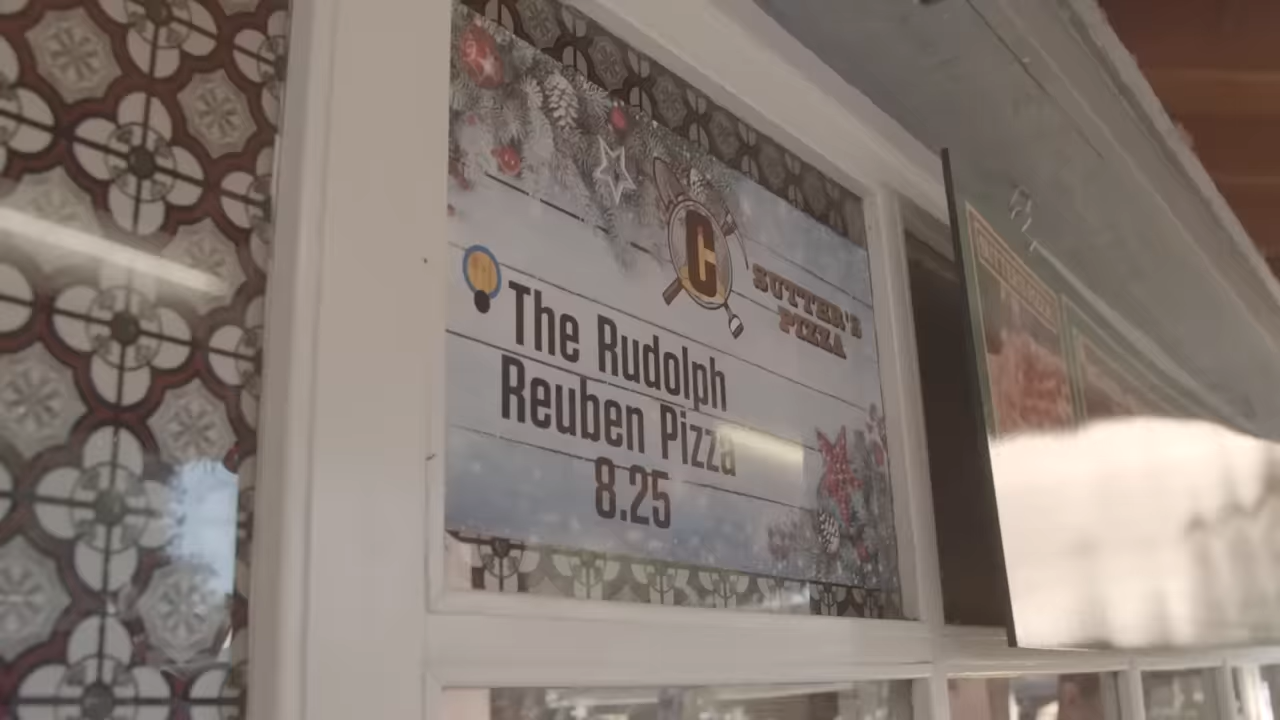 C
SUTTER'S
PIZZA
The Rudolph
Reuben Pizza
8.25